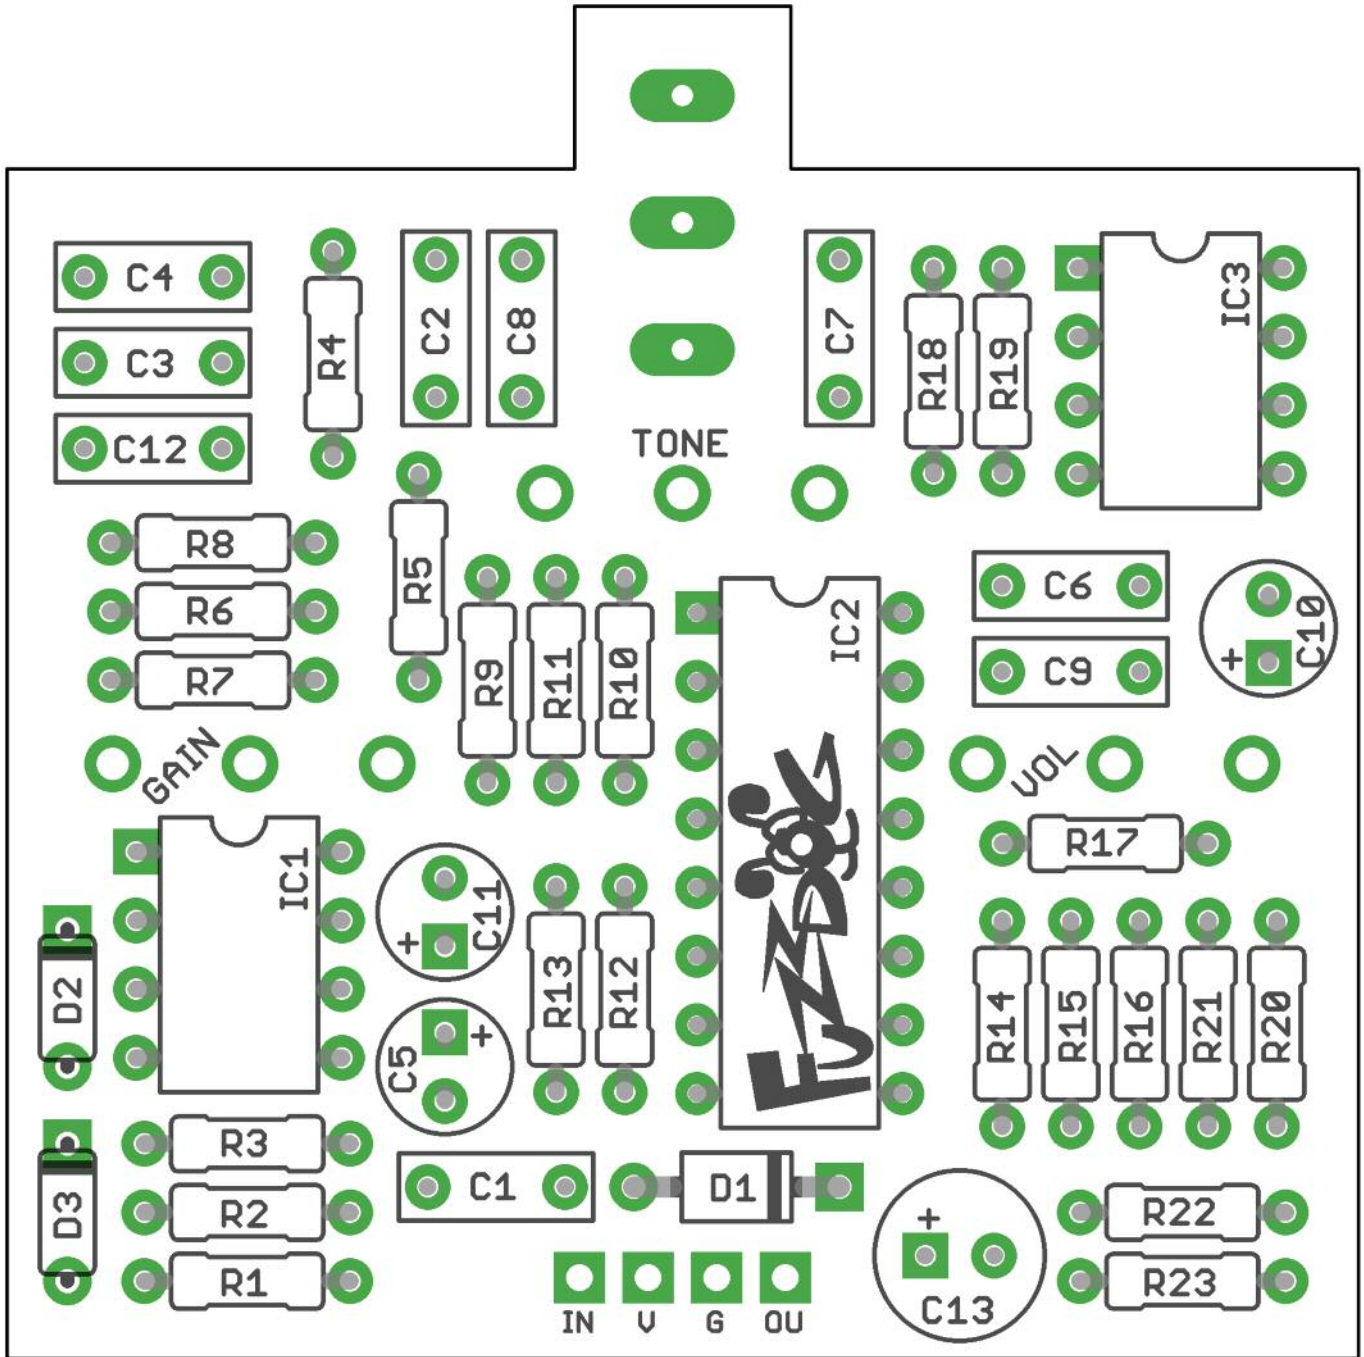 C4
C3
C12
R4
C2
C8
C7
R18
R19
IC3
TONE
R8
R6
R7
R5
R9
R11
R10
IC2
C6
C9
+
C10
GAIN
VOL
R17
IC1
+
C11
D2
C5
+
R13
R12
FuzzDog
R14
R15
R16
R21
R20
R3
R2
R1
D3
C1
D1
+
C13
R22
R23
IN
V
G
OU